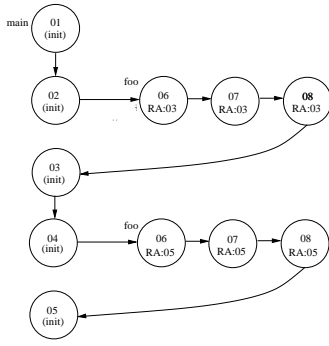 main
01
(init)
02
(init)
foo
06
RA:03
07
RA:03
08
RA:03
03
(init)
04
(init)
foo
06
RA:05
07
RA:05
08
RA:05
05
(init)